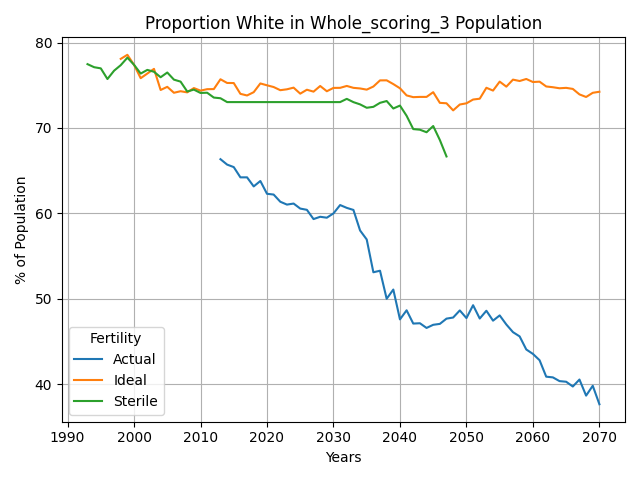 Proportion White in Whole_scoring_3 Population
% of Population
80
70
60
50
40
Fertility
Actual
Ideal
Sterile
1990 2000 2010 2020 2030 2040 2050 2060 2070
Years